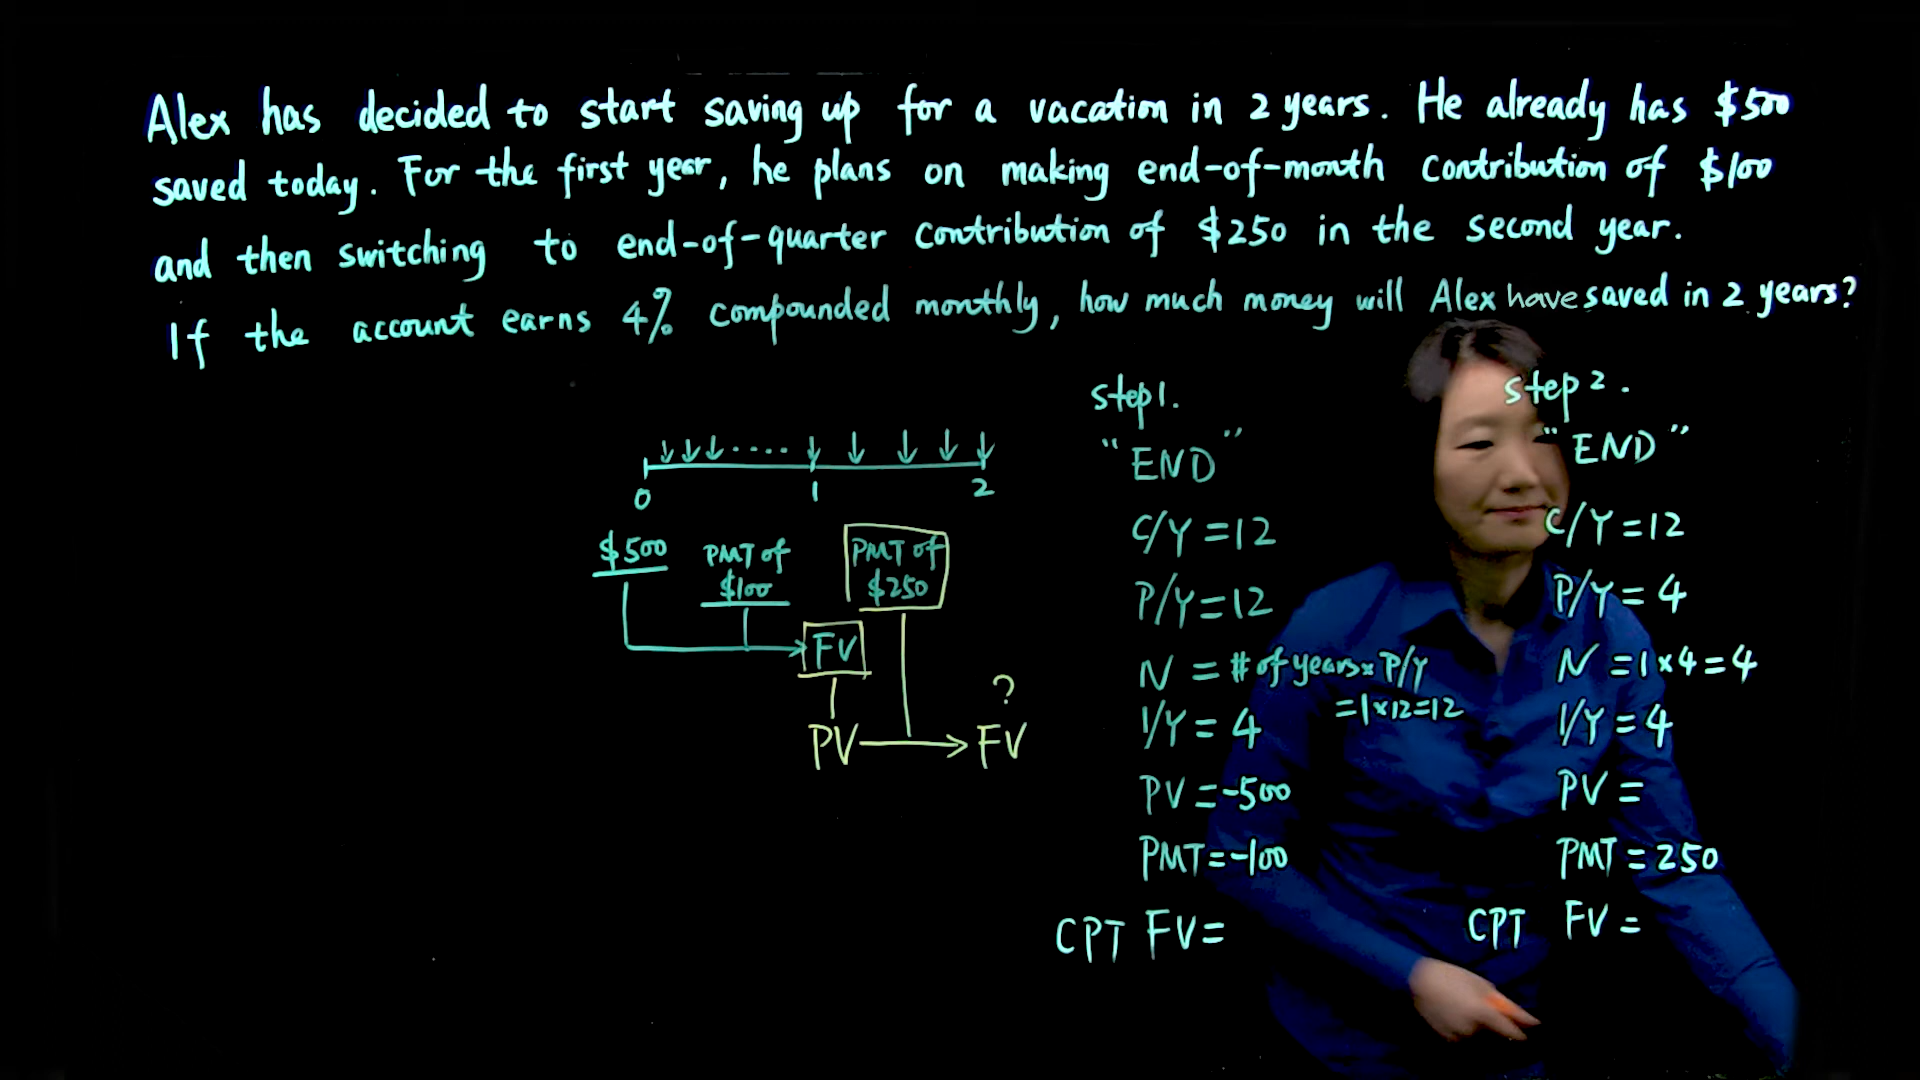 Alex has decided to start saving up for a vacation in 2 years. He already has $500
saved today. For the first year, he plans on making end-of-month contribution of $100
and then switching to end-of-quarter contribution of $250 in the second year.
If the account earns 4% compounded monthly, how much money will Alex have saved in 2 years?
0 1 2
$500
PMT of
$100
PMT of
$250
FV
?
PV FV
Step 1.
"END"
C/Y = 12
P/Y = 12
N = # of years × P/Y
= 1 × 12 = 12
I/Y = 4
PV = -500
PMT = -100
CPT FV =
Step 2.
"END"
C/Y = 12
P/Y = 4
N = 1 × 4 = 4
I/Y = 4
PV =
PMT = 250
CPT FV =